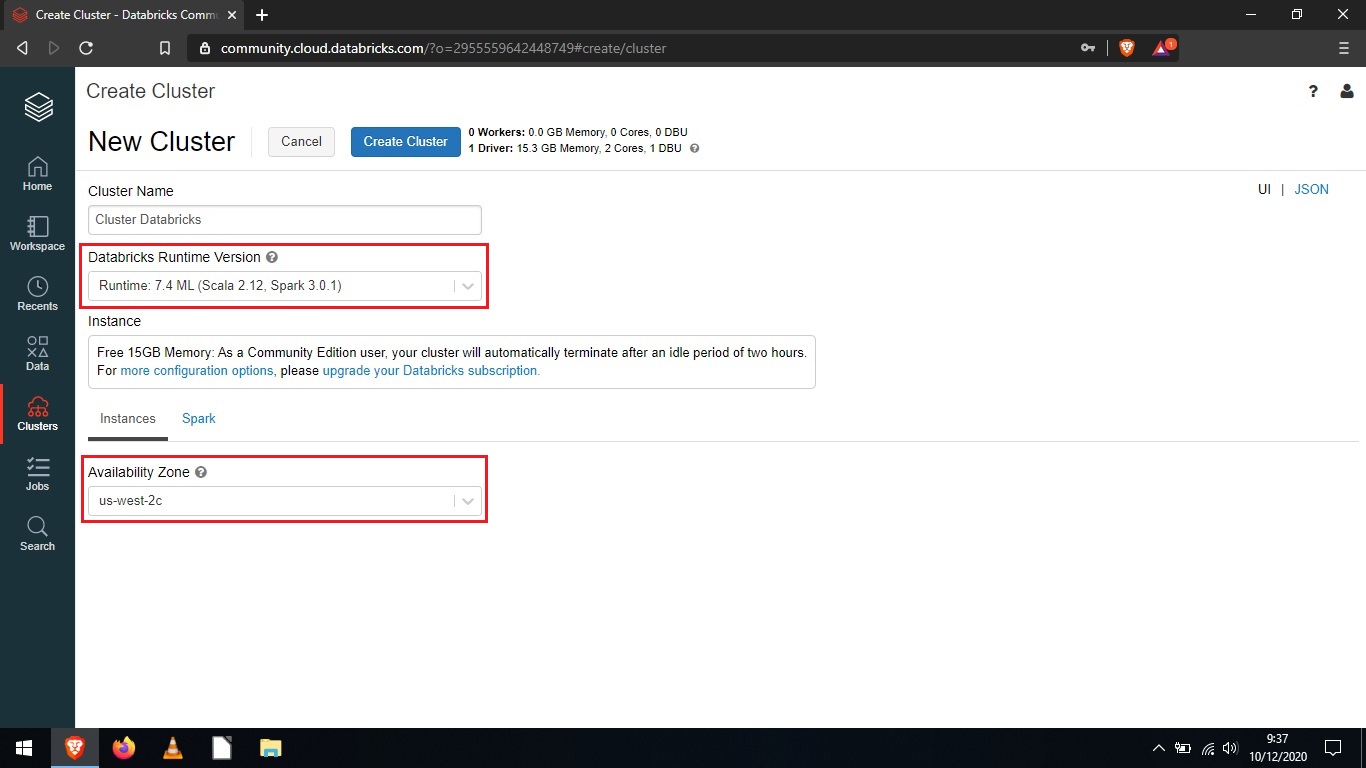 Create Cluster - Databricks Commu
community.cloud.databricks.com/?o=2955559642448749#create/cluster
1
Create Cluster
?
New Cluster
Cancel
Create Cluster
0 Workers: 0.0 GB Memory, 0 Cores, 0 DBU
1 Driver: 15.3 GB Memory, 2 Cores, 1 DBU ?
Home
Workspace
Recents
Data
Clusters
Jobs
Search
UI | JSON
Cluster Name
Cluster Databricks
Databricks Runtime Version ?
Runtime: 7.4 ML (Scala 2.12, Spark 3.0.1)
Instance
Free 15GB Memory: As a Community Edition user, your cluster will automatically terminate after an idle period of two hours.
For more configuration options, please upgrade your Databricks subscription.
Instances
Spark
Availability Zone ?
us-west-2c
9:37
10/12/2020